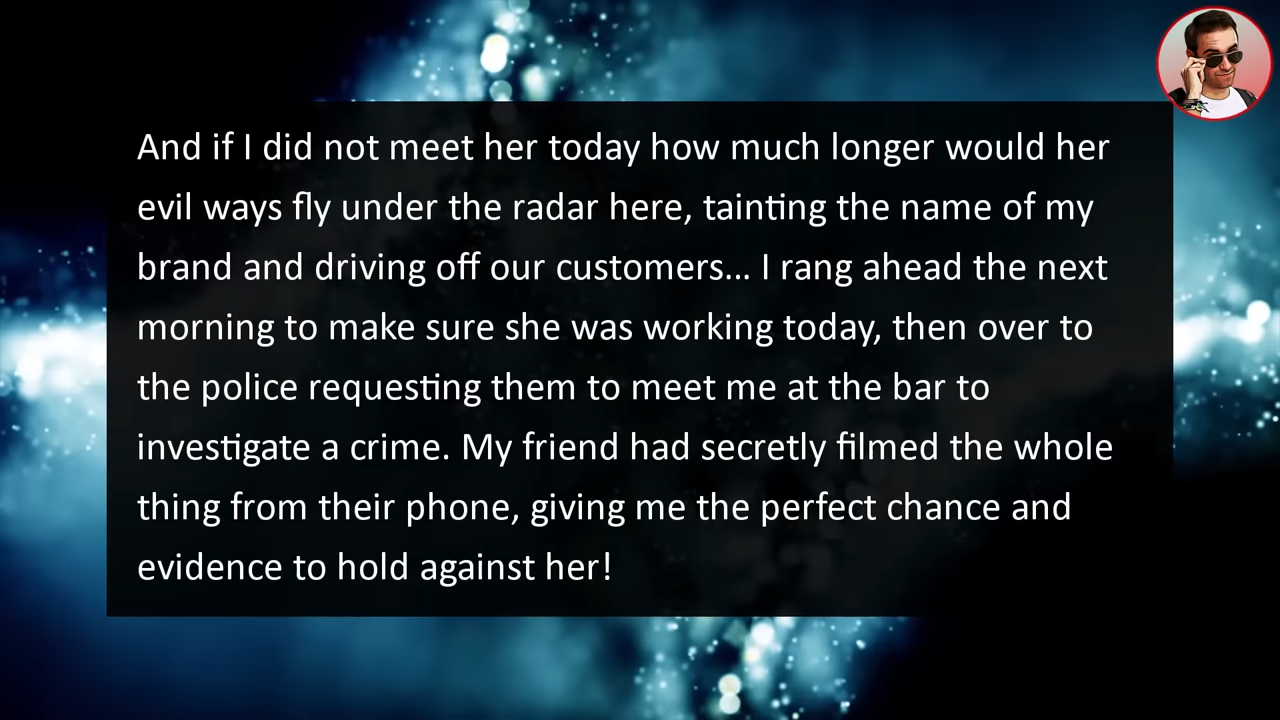 And if I did not meet her today how much longer would her
evil ways fly under the radar here, tainting the name of my
brand and driving off our customers... I rang ahead the next
morning to make sure she was working today, then over to
the police requesting them to meet me at the bar to
investigate a crime. My friend had secretly filmed the whole
thing from their phone, giving me the perfect chance and
evidence to hold against her!